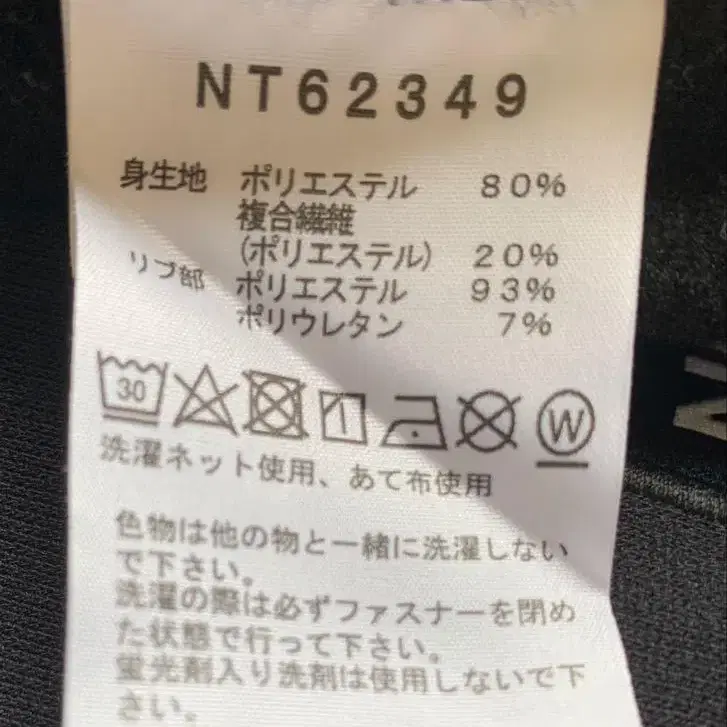 NT62349
身生地 ポリエステル 80%
複合繊維
(ポリエステル) 20%
リブ部 ポリエステル 93%
ポリウレタン 7%
30 W
洗濯ネット使用、あて布使用
色物は他の物と一緒に洗濯しない
で下さい。
洗濯の際は必ずファスナーを閉め
た状態で行って下さい。
蛍光剤入り洗剤は使用しないで下
さい。